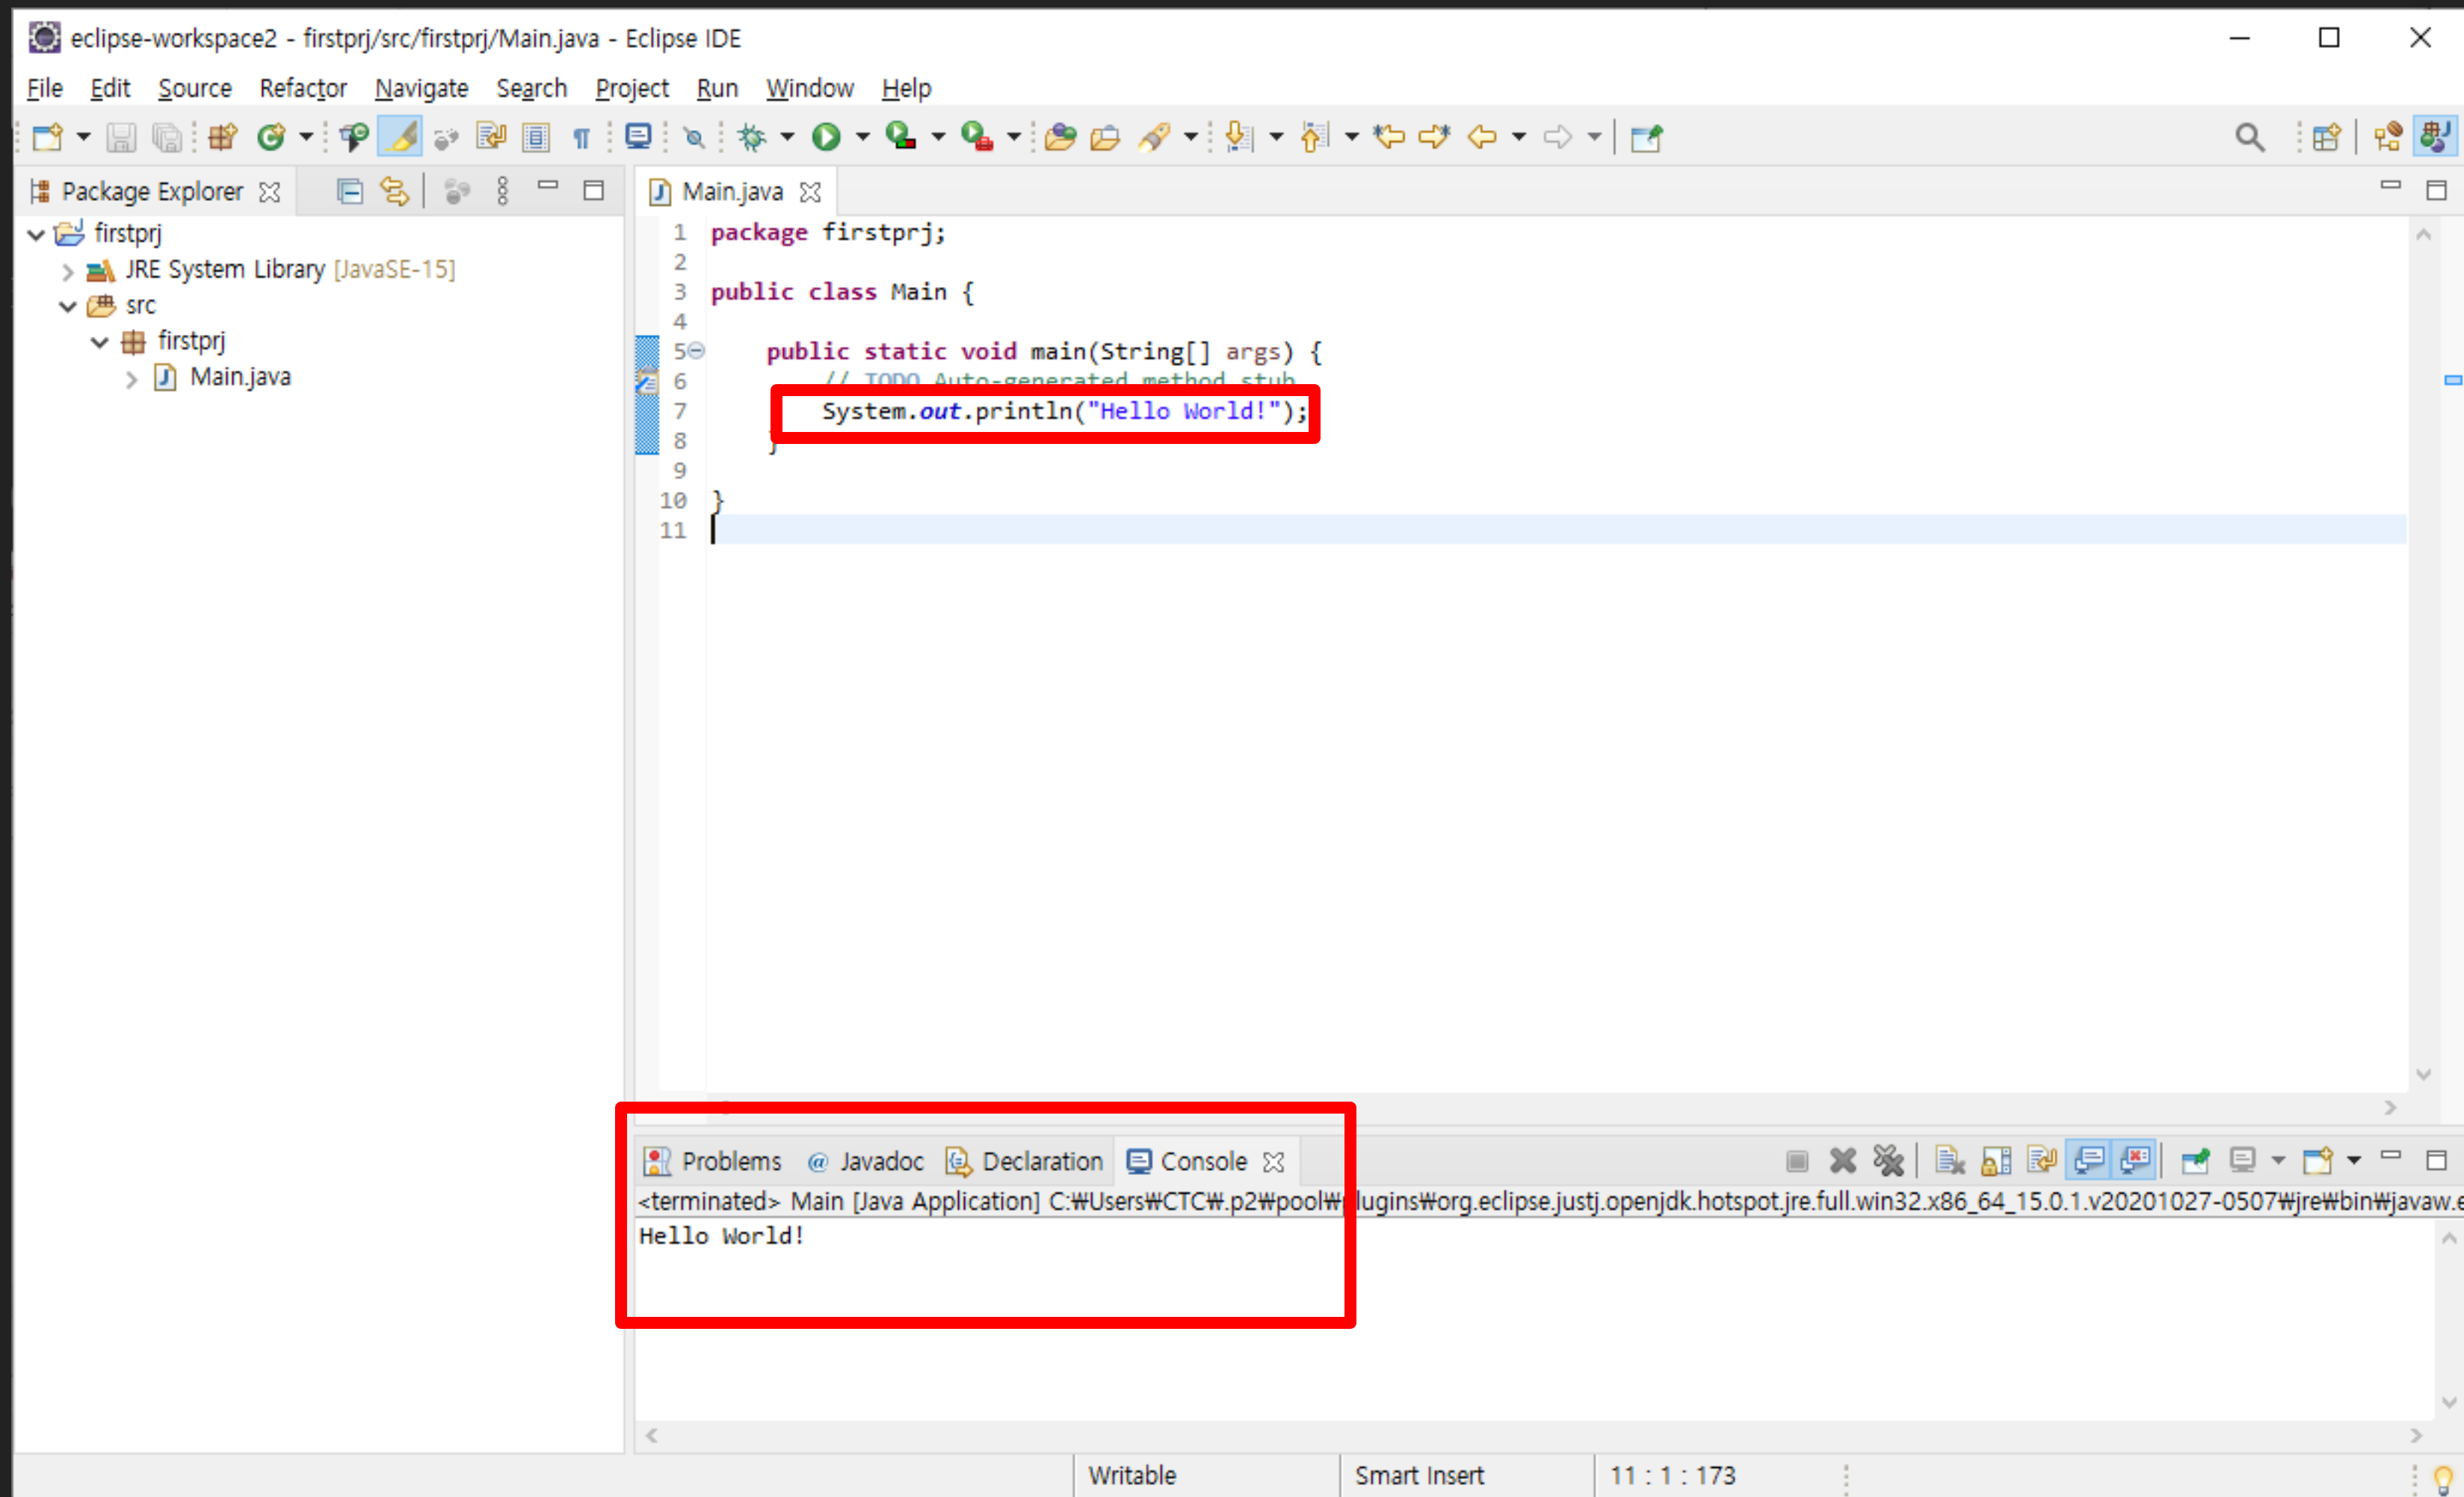 eclipse-workspace2 - firstprj/src/firstprj/Main.java - Eclipse IDE
File Edit Source Refactor Navigate Search Project Run Window Help
Package Explorer
firstprj
JRE System Library [JavaSE-15]
src
firstprj
Main.java
Main.java
1 package firstprj;
2
3 public class Main {
4
5 public static void main(String[] args) {
6 // TODO Auto-generated method stub
7 System.out.println("Hello World!");
8 }
9
10 }
11
Problems @ Javadoc Declaration Console
<terminated> Main [Java Application] C:₩Users₩CTC₩.p2₩pool₩plugins₩org.eclipse.justj.openjdk.hotspot.jre.full.win32.x86_64_15.0.1.v20201027-0507₩jre₩bin₩javaw.e
Hello World!
Writable Smart Insert 11 : 1 : 173